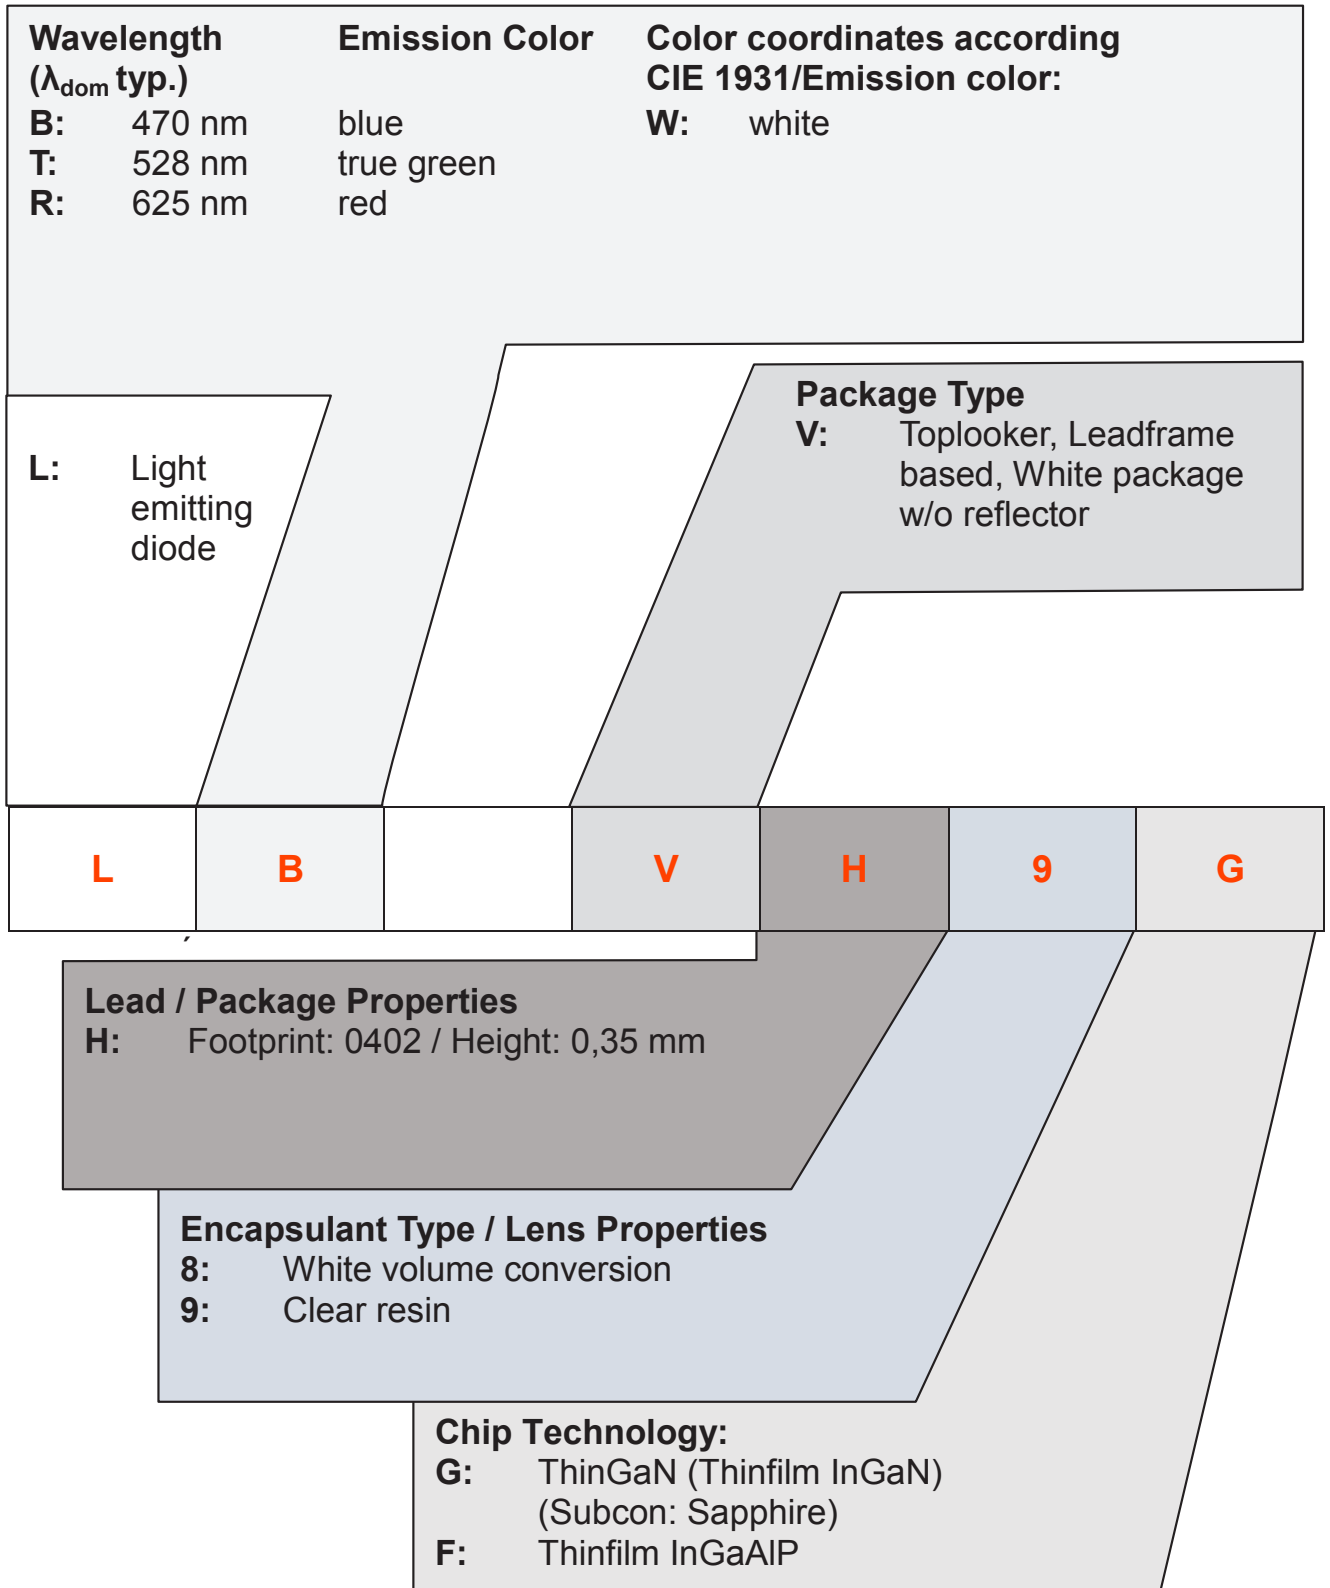 Wavelength Emission Color Color coordinates according
(λdom typ.) CIE 1931/Emission color:
B: 470 nm blue W: white
T: 528 nm true green
R: 625 nm red
Package Type
V: Toplooker, Leadframe
based, White package
w/o reflector
L: Light
emitting
diode
L B V H 9 G
Lead / Package Properties
H: Footprint: 0402 / Height: 0,35 mm
Encapsulant Type / Lens Properties
8: White volume conversion
9: Clear resin
Chip Technology:
G: ThinGaN (Thinfilm InGaN)
(Subcon: Sapphire)
F: Thinfilm InGaAlP